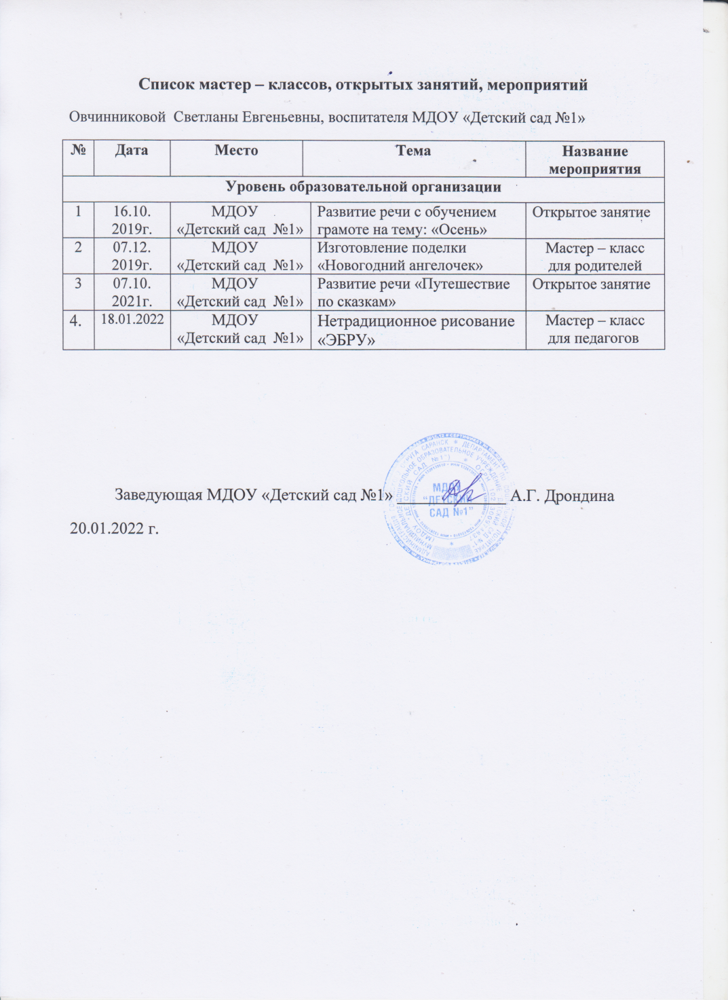 Список мастер – классов, открытых занятий, мероприятий
Овчинниковой Светланы Евгеньевны, воспитателя МДОУ «Детский сад №1»
№ Дата Место Тема Название
мероприятия
Уровень образовательной организации
1 16.10. МДОУ Развитие речи с обучением Открытое занятие
2019г. «Детский сад №1» грамоте на тему: «Осень»
2 07.12. МДОУ Изготовление поделки Мастер – класс
2019г. «Детский сад №1» «Новогодний ангелочек» для родителей
3 07.10. МДОУ Развитие речи «Путешествие Открытое занятие
2021г. «Детский сад №1» по сказкам»
4. 18.01.2022 МДОУ Нетрадиционное рисование Мастер – класс
«Детский сад №1» «ЭБРУ» для педагогов
Заведующая МДОУ «Детский сад №1» А.Г. Дрондина
20.01.2022 г.
МДОУ
"ДЕТСКИЙ
САД №1"